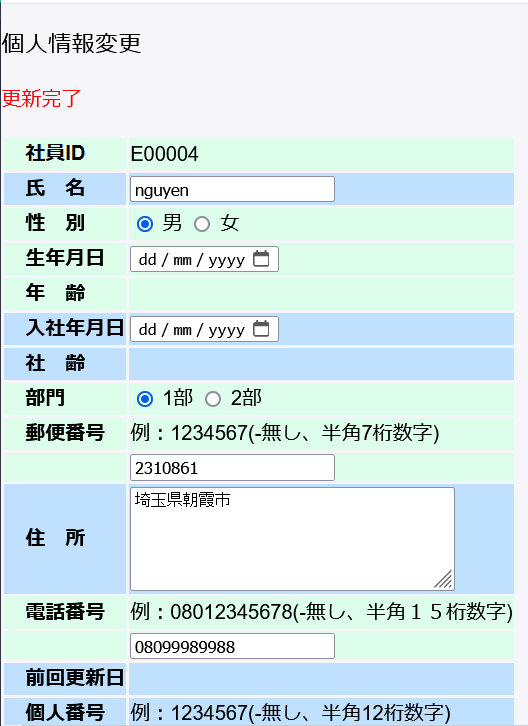 個人情報変更
更新完了
社員ID E00004
氏　名 nguyen
性　別 男 女
生年月日 dd / mm / yyyy
年　齢
入社年月日 dd / mm / yyyy
社　齢
部門 1部 2部
郵便番号 例：1234567(-無し、半角7桁数字)
2310861
住　所 埼玉県朝霞市
電話番号 例：08012345678(-無し、半角１５桁数字)
08099989988
前回更新日
個人番号 例：1234567(-無し、半角12桁数字)